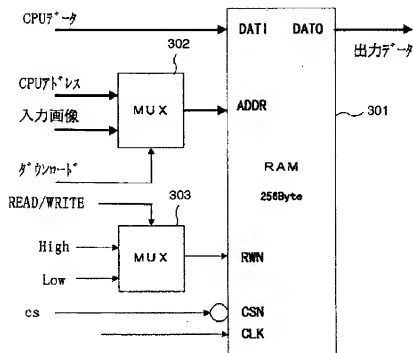 CPUデータ
DATI
DATO
出力データ
302
CPUアドレス
MUX
入力画像
ADDR
301
ダウンロード
RAM
256Byte
READ/WRITE
303
High
MUX
RWN
Low
cs
CSN
CLK